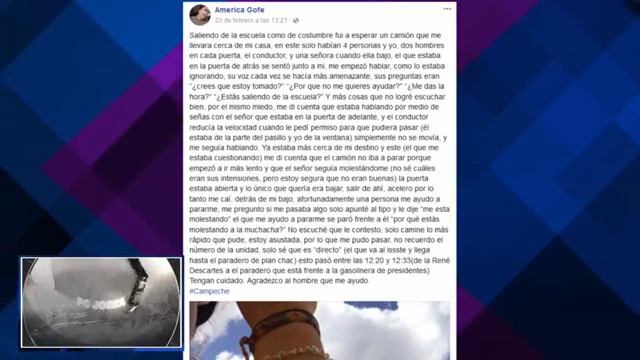 America Gofe
23 de febrero a las 13:21
Saliendo de la escuela como de costumbre fui a esperar un camión que me
llevara cerca de mi casa, en este solo habían 4 personas y yo, dos hombres
en cada puerta, el conductor, y una señora cuando ella bajo, el que estaba
en la puerta de atrás se sentó junto a mi, me empezó hablar, como lo estaba
ignorando, su voz cada vez se hacía más amenazante, sus preguntas eran
"¿crees que estoy tomado?" "¿Por que no me quieres ayudar?" "¿Me das la
hora?" "¿Estás saliendo de la escuela?" Y más cosas que no logré escuchar
bien, por el mismo miedo, me di cuenta que estaba hablando por medio de
señas con el señor que estaba en la puerta de adelante, y el conductor
reducía la velocidad cuando le pedí permiso para que pudiera pasar (él
estaba de la parte del pasillo y yo de la ventana) simplemente no se movía, y
me seguía hablando. Ya estaba más cerca de mi destino y este (el que me
estaba cuestionando) me di cuenta que el camión no iba a parar porque
empezó a ir más lento y que el señor seguía molestándome (no sé cuáles
eran sus intensiones, pero estoy segura que no eran buenas) la puerta
estaba abierta y lo único que quería era bajar, salir de ahí, acelero por lo
tanto me caí, detrás de mi bajo, afortunadamente una persona me ayudo a
pararme, me pregunto si me pasaba algo solo apunté al tipo y le dije "me esta
molestando" el que me ayudo a pararme se paró frente a Él "por qué estás
molestando a la muchacha?" No escuché que le contesto, solo camine lo más
rápido que pude, estoy asustada, por lo que me pudo pasar, no recuerdo el
número de la unidad, solo sé que es "directo" (el que va al issste y llega
hasta el paradero de plan chac) esto pasó entre las 12:20 y 12:33(de la René
Descartes a el paradero que está frente a la gasolinera de presidentes)
Tengan cuidado. Agradezco al hombre que me ayudo.
#Campeche